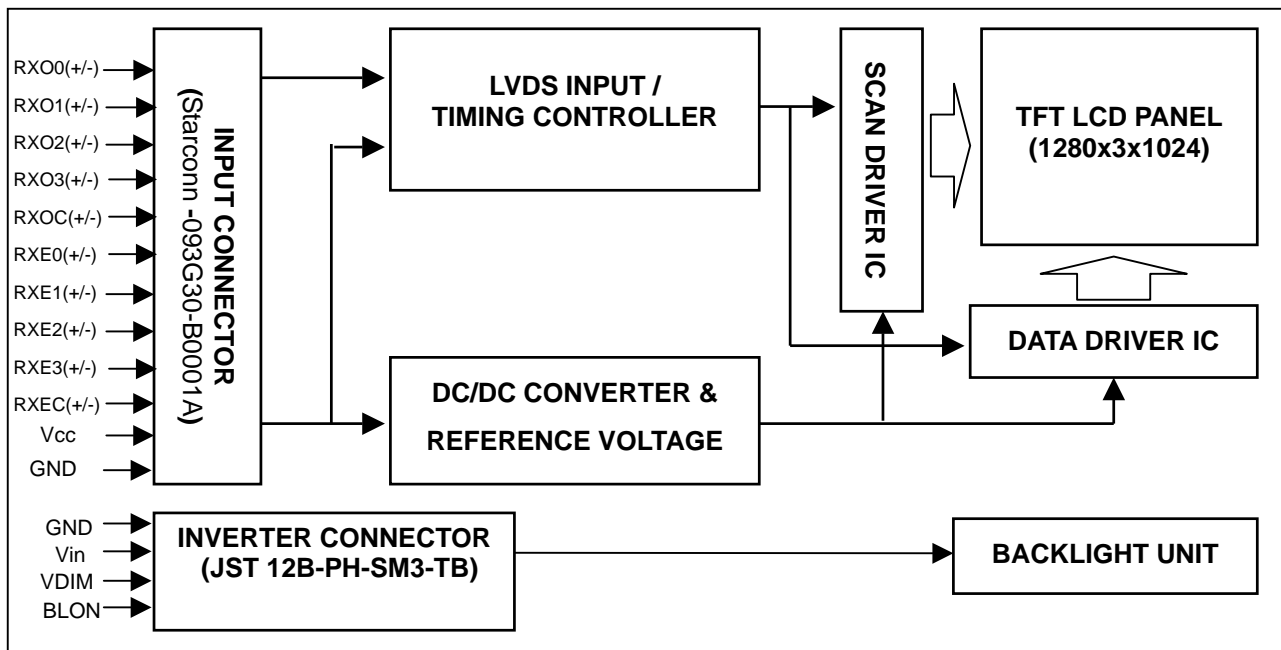 RXO0(+/-)
RXO1(+/-)
RXO2(+/-)
RXO3(+/-)
RXOC(+/-)
RXE0(+/-)
RXE1(+/-)
RXE2(+/-)
RXE3(+/-)
RXEC(+/-)
Vcc
GND
INPUT CONNECTOR
(Starconn -093G30-B0001A)
LVDS INPUT /
TIMING CONTROLLER
SCAN DRIVER IC
TFT LCD PANEL
(1280x3x1024)
DATA DRIVER IC
DC/DC CONVERTER &
REFERENCE VOLTAGE
GND
Vin
VDIM
BLON
INVERTER CONNECTOR
(JST 12B-PH-SM3-TB)
BACKLIGHT UNIT